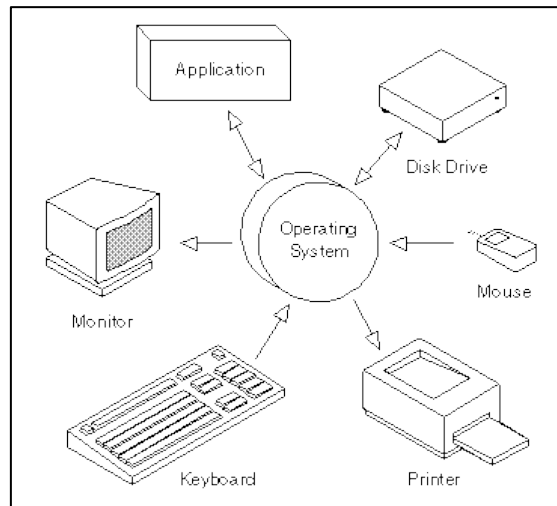 Application
Disk Drive
Operating
System
Mouse
Monitor
Keyboard
Printer